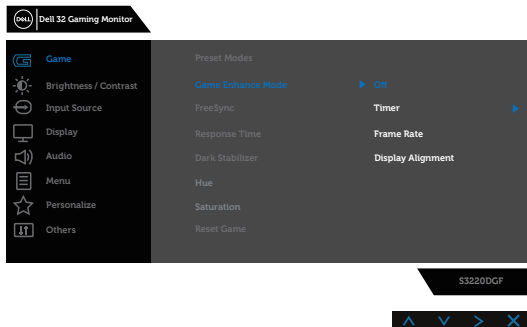 DELL Dell 32 Gaming Monitor
Game
Preset Modes
Brightness / Contrast
Game Enhance Mode
Off
Input Source
FreeSync
Timer
Display
Response Time
Frame Rate
Audio
Dark Stabilizer
Display Alignment
Menu
Hue
Personalize
Saturation
Others
Reset Game
S3220DGF